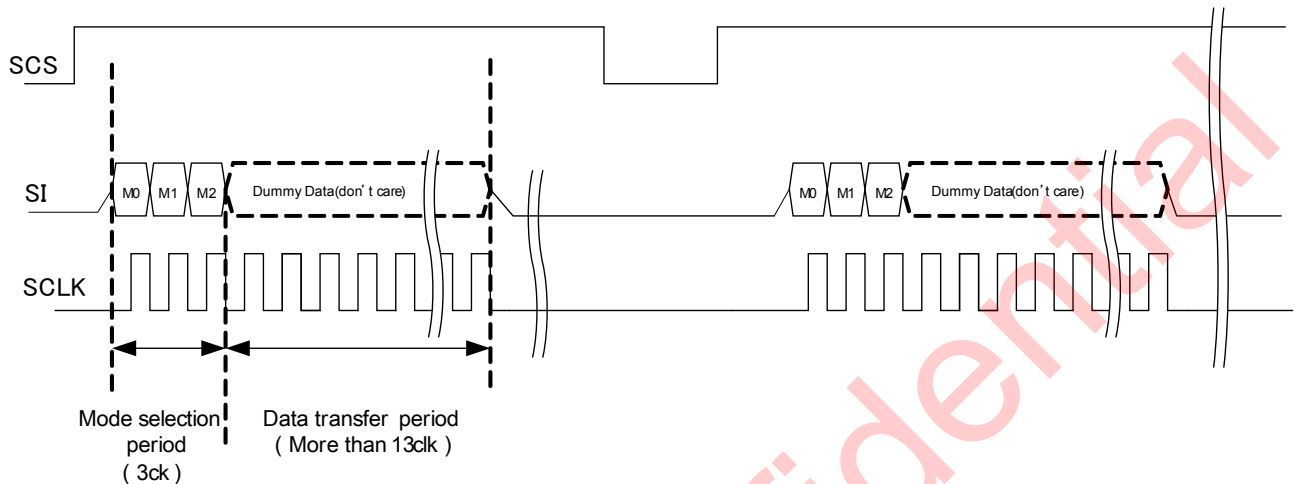 SCS
SI
M0 M1 M2 Dummy Data(don't care)
M0 M1 M2 Dummy Data(don't care)
SCLK
Mode selection
period
( 3ck )
Data transfer period
( More than 13clk )
fidential